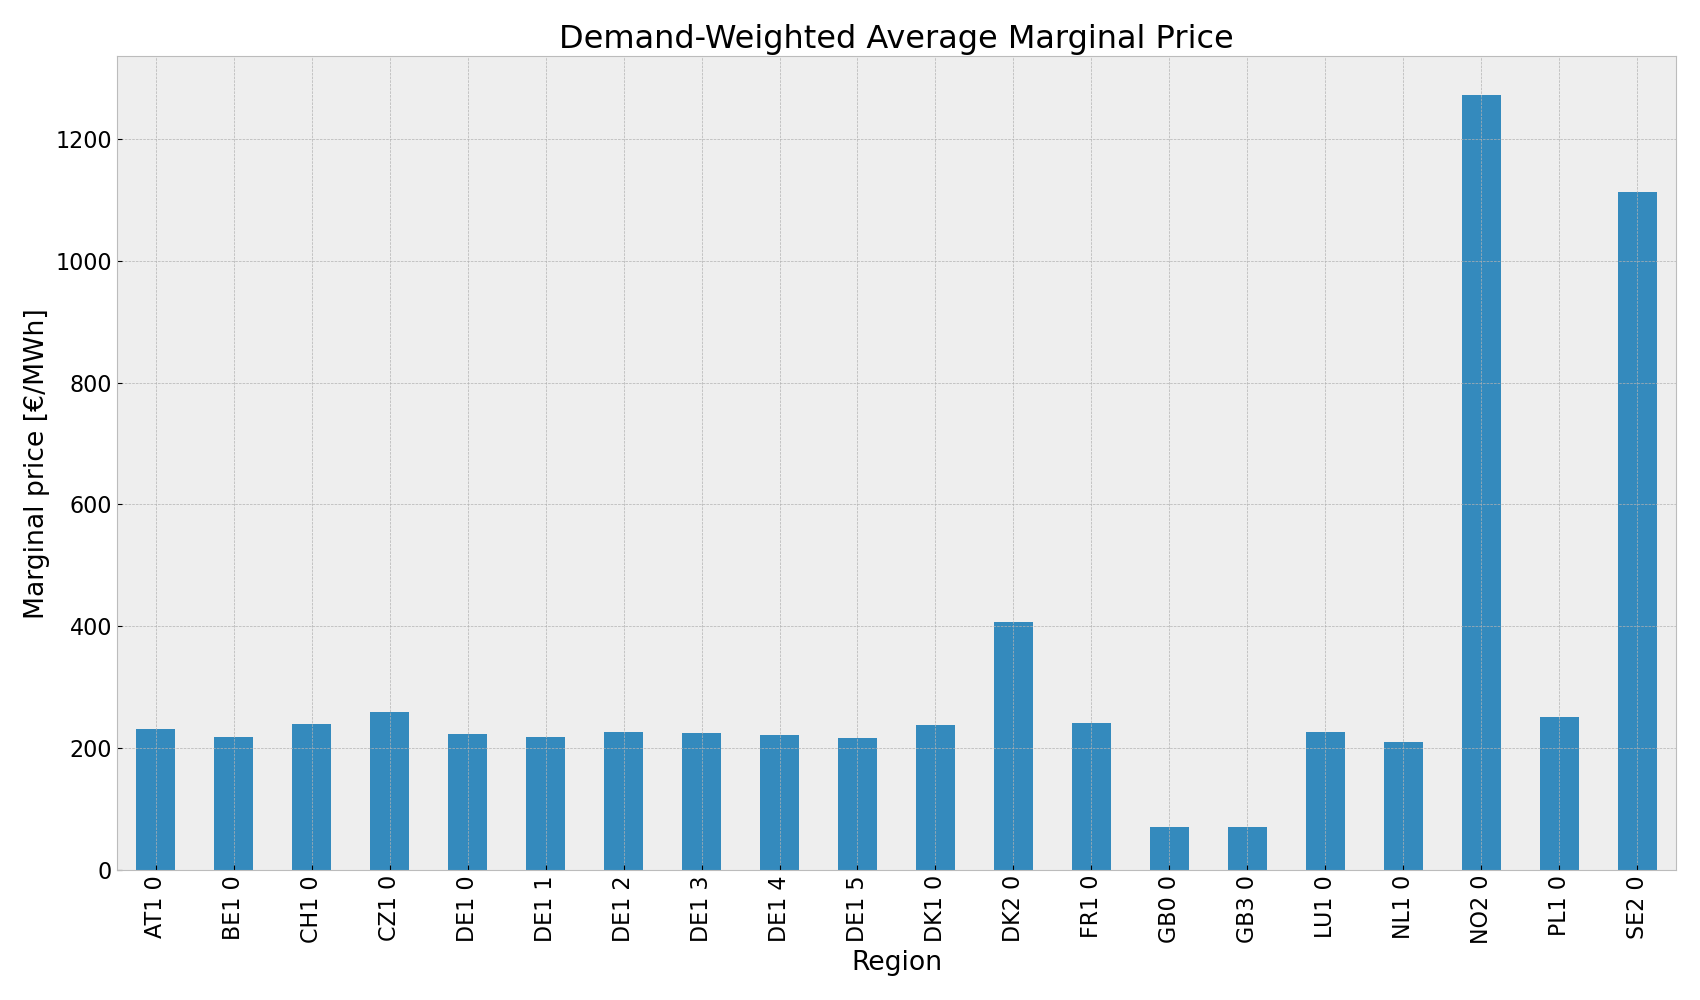 Demand-Weighted Average Marginal Price
Marginal price [€/MWh]
1200
1000
800
600
400
200
0
AT1 0
BE1 0
CH1 0
CZ1 0
DE1 0
DE1 1
DE1 2
DE1 3
DE1 4
DE1 5
DK1 0
DK2 0
FR1 0
GB0 0
GB3 0
LU1 0
NL1 0
NO2 0
PL1 0
SE2 0
Region